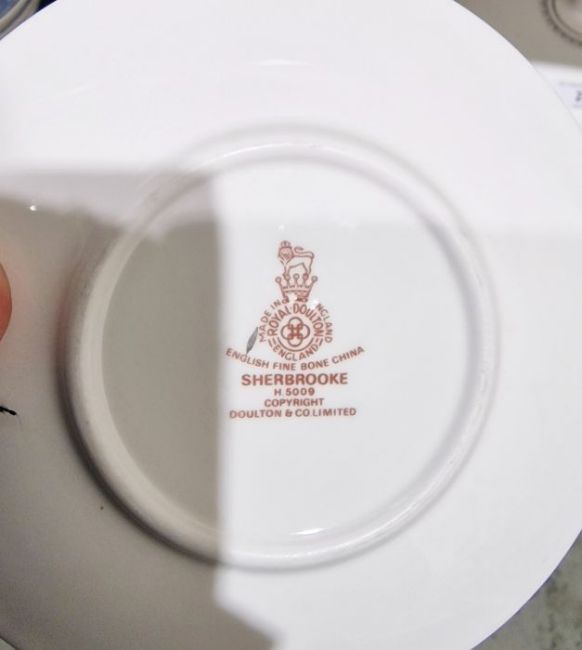 MADE IN ENGLAND
ROYAL DOULTON
ENGLAND
ENGLISH FINE BONE CHINA
SHERBROOKE
H.5009
COPYRIGHT
DOULTON & CO.LIMITED